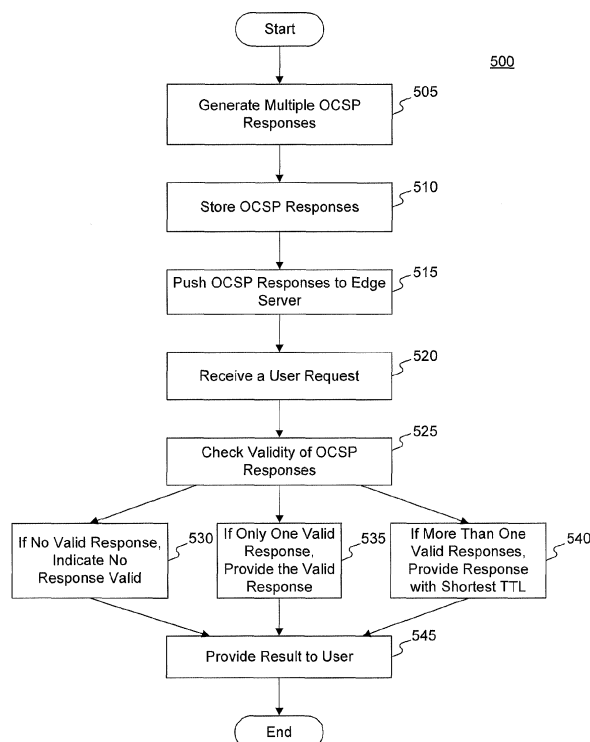 Start
500
505
Generate Multiple OCSP
Responses
510
Store OCSP Responses
515
Push OCSP Responses to Edge
Server
520
Receive a User Request
525
Check Validity of OCSP
Responses
If No Valid Response,
Indicate No
Response Valid
530
If Only One Valid
Response,
Provide the Valid
Response
535
If More Than One
Valid Responses,
Provide Response
with Shortest TTL
540
545
Provide Result to User
End